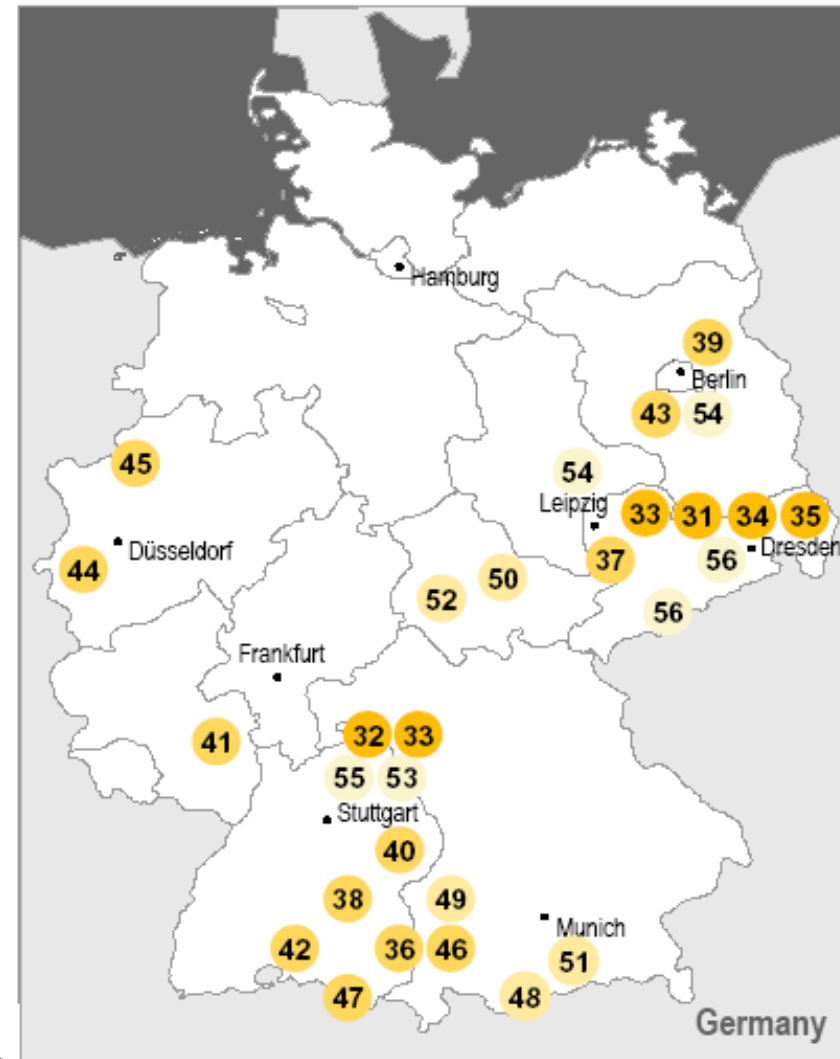 Hamburg
39
Berlin
43 54
45
54
Leipzig
33 31 34 35
Düsseldorf
Dresden
44
37 56
50
52
56
Frankfurt
41
32 33
55 53
Stuttgart
40
38 49
Munich
42 36 46
51
47 48
Germany